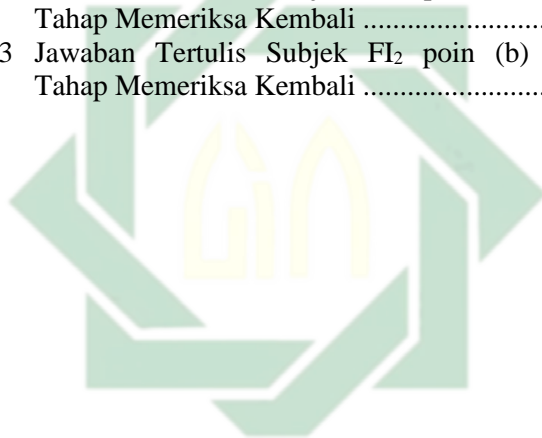 Tahap Memeriksa Kembali .......................
3 Jawaban Tertulis Subjek FI₂ poin (b)
Tahap Memeriksa Kembali .......................